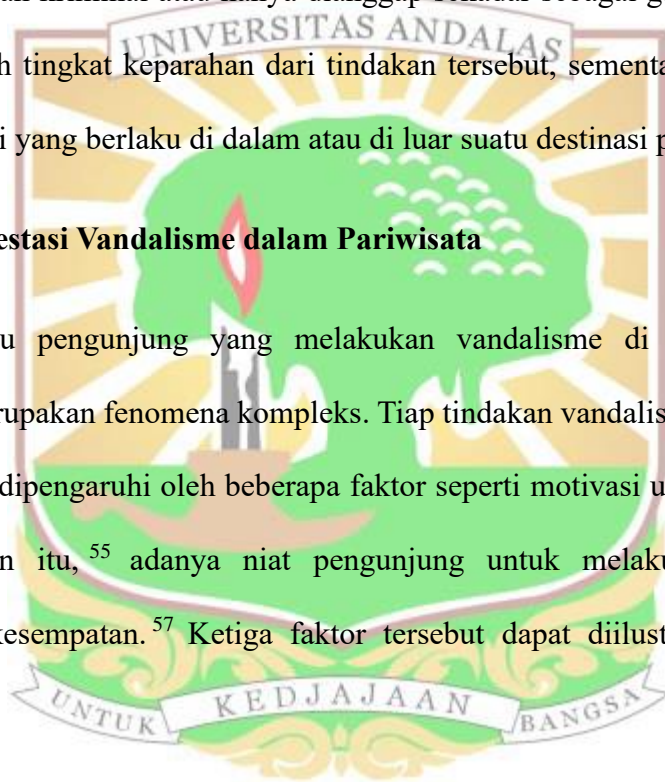 UNIVERSITAS ANDALAS
h tingkat keparahan dari tindakan tersebut, sementa
i yang berlaku di dalam atau di luar suatu destinasi p
estasi Vandalisme dalam Pariwisata
u pengunjung yang melakukan vandalisme di
rupakan fenomena kompleks. Tiap tindakan vandalis
dipengaruhi oleh beberapa faktor seperti motivasi u
n itu, 55 adanya niat pengunjung untuk melaku
kesempatan. 57 Ketiga faktor tersebut dapat diilust
UNTUK KEDJAJAAN BANGSA